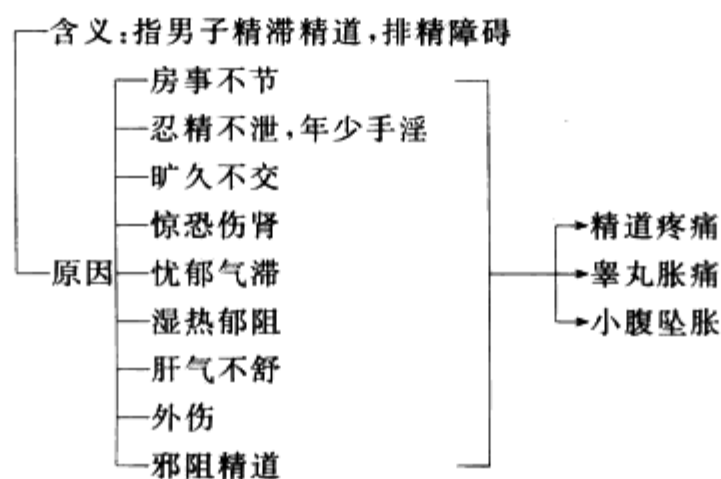 含义:指男子精滞精道,排精障碍
房事不节
忍精不泄,年少手淫
旷久不交
惊恐伤肾
原因
忧郁气滞
湿热郁阻
肝气不舒
外伤
邪阻精道
精道疼痛
睾丸胀痛
小腹坠胀